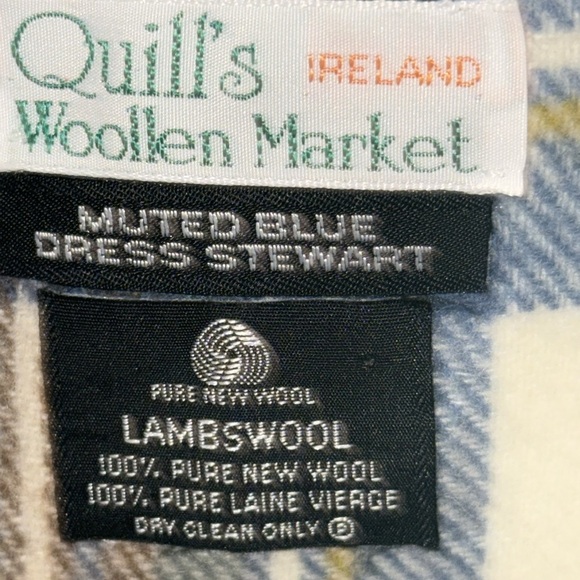 Quill's IRELAND
Woollen Market
MUTED BLUE
DRESS STEWART
PURE NEW WOOL
LAMBSWOOL
100% PURE NEW WOOL
100% PURE LAINE VIERGE
DRY CLEAN ONLY Ⓟ